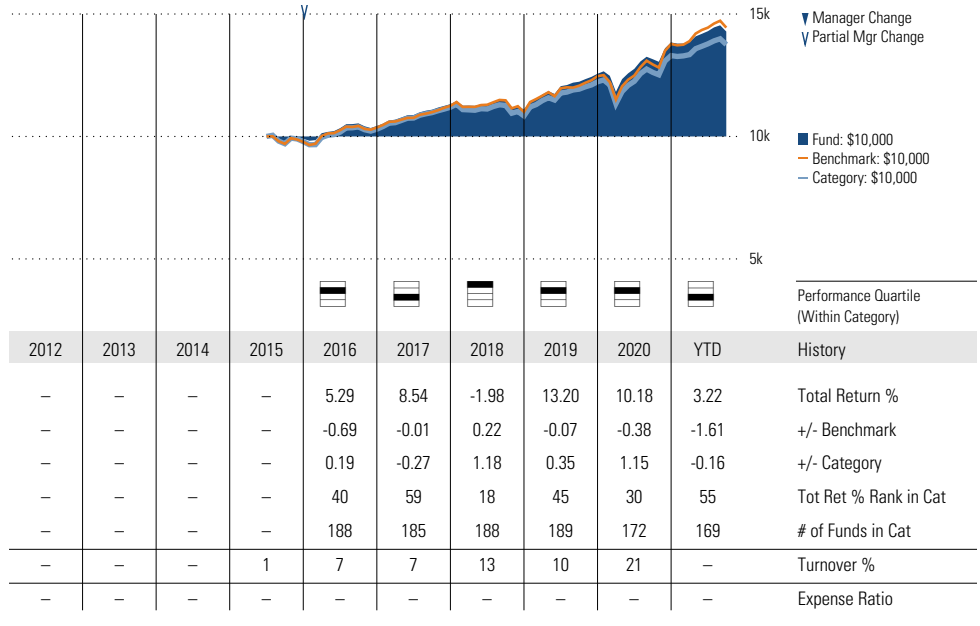 15k
10k
5k
▼ Manager Change
V Partial Mgr Change
■ Fund: $10,000
— Benchmark: $10,000
— Category: $10,000
Performance Quartile
(Within Category)
2012 2013 2014 2015 2016 2017 2018 2019 2020 YTD History
– – – – 5.29 8.54 -1.98 13.20 10.18 3.22 Total Return %
– – – – -0.69 -0.01 0.22 -0.07 -0.38 -1.61 +/- Benchmark
– – – – 0.19 -0.27 1.18 0.35 1.15 -0.16 +/- Category
– – – – 40 59 18 45 30 55 Tot Ret % Rank in Cat
– – – – 188 185 188 189 172 169 # of Funds in Cat
– – – 1 7 7 13 10 21 – Turnover %
– – – – – – – – – – Expense Ratio